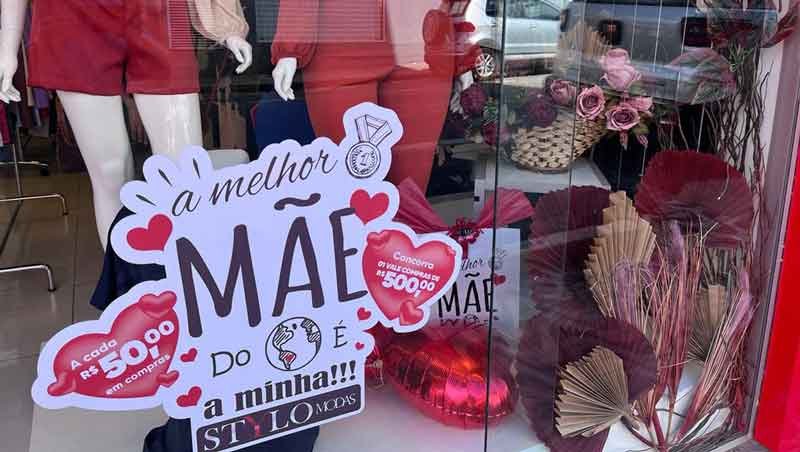 a melhor
MÃE
DO É
a minha!!!
STYLO MODAS
A cada
R$ 50,00
em compras
Concorra
01 VALE COMPRAS DE
R$ 500,00
melhor
MÃE